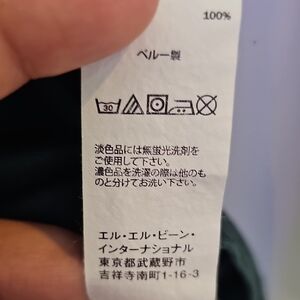 100%
ペルー製
30
淡色品には無蛍光洗剤を
ご使用して下さい。
濃色品を洗濯の際は他のも
のと分けてお洗い下さい。
エル・エル・ビーン・
インターナショナル
東京都武蔵野市
吉祥寺南町1-16-3